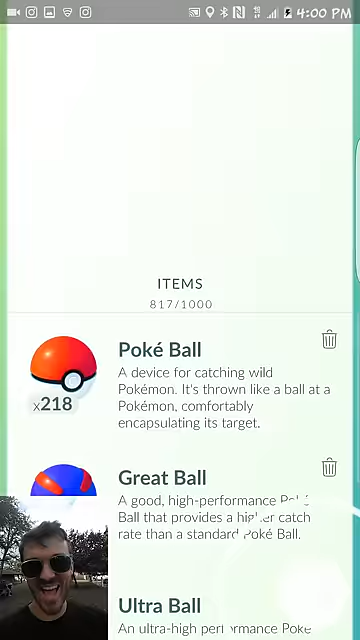 4:00 PM
ITEMS
817/1000
Poké Ball
A device for catching wild
Pokémon. It's thrown like a ball at a
Pokémon, comfortably
encapsulating its target.
x218
Great Ball
A good, high-performance Poké
Ball that provides a higher catch
rate than a standard Poké Ball.
Ultra Ball
An ultra-high performance Poké